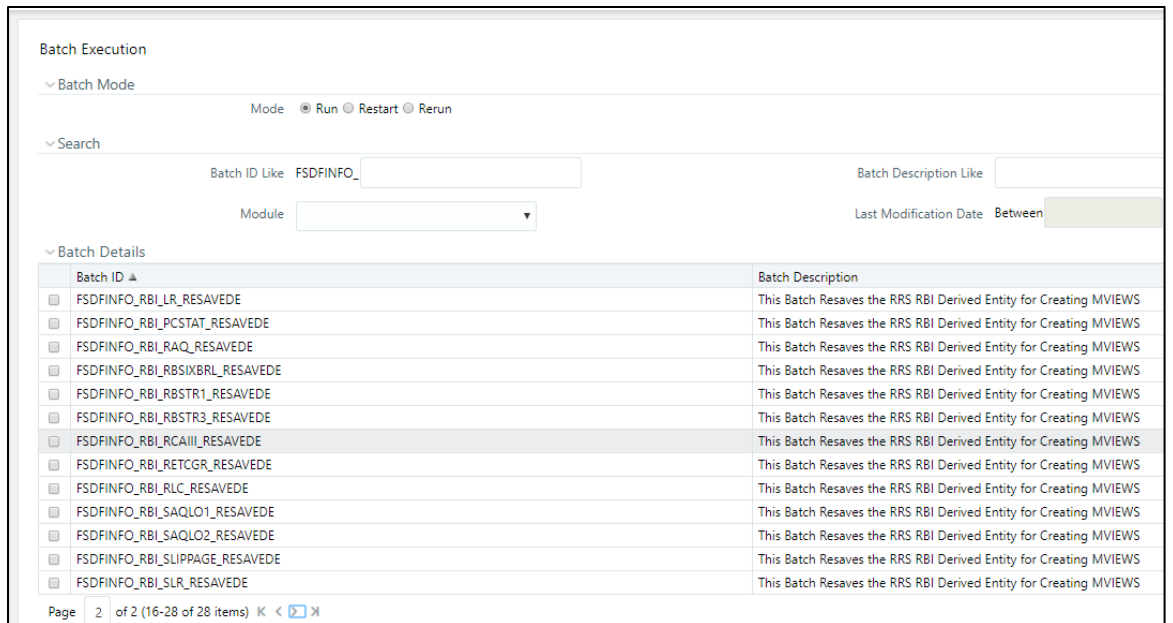 Batch Execution
Batch Mode
Mode Run Restart Rerun
Search
Batch ID Like FSDFINFO_ Batch Description Like
Module Last Modification Date Between
Batch Details
Batch ID Batch Description
FSDFINFO_RBI_LR_RESAVEDE This Batch Resaves the RRS RBI Derived Entity for Creating MVIEWS
FSDFINFO_RBI_PCSTAT_RESAVEDE This Batch Resaves the RRS RBI Derived Entity for Creating MVIEWS
FSDFINFO_RBI_RAQ_RESAVEDE This Batch Resaves the RRS RBI Derived Entity for Creating MVIEWS
FSDFINFO_RBI_RBSIXBRL_RESAVEDE This Batch Resaves the RRS RBI Derived Entity for Creating MVIEWS
FSDFINFO_RBI_RBSTR1_RESAVEDE This Batch Resaves the RRS RBI Derived Entity for Creating MVIEWS
FSDFINFO_RBI_RBSTR3_RESAVEDE This Batch Resaves the RRS RBI Derived Entity for Creating MVIEWS
FSDFINFO_RBI_RCAIII_RESAVEDE This Batch Resaves the RRS RBI Derived Entity for Creating MVIEWS
FSDFINFO_RBI_RETCGR_RESAVEDE This Batch Resaves the RRS RBI Derived Entity for Creating MVIEWS
FSDFINFO_RBI_RLC_RESAVEDE This Batch Resaves the RRS RBI Derived Entity for Creating MVIEWS
FSDFINFO_RBI_SAQLO1_RESAVEDE This Batch Resaves the RRS RBI Derived Entity for Creating MVIEWS
FSDFINFO_RBI_SAQLO2_RESAVEDE This Batch Resaves the RRS RBI Derived Entity for Creating MVIEWS
FSDFINFO_RBI_SLIPPAGE_RESAVEDE This Batch Resaves the RRS RBI Derived Entity for Creating MVIEWS
FSDFINFO_RBI_SLR_RESAVEDE This Batch Resaves the RRS RBI Derived Entity for Creating MVIEWS
Page 2 of 2 (16-28 of 28 items)